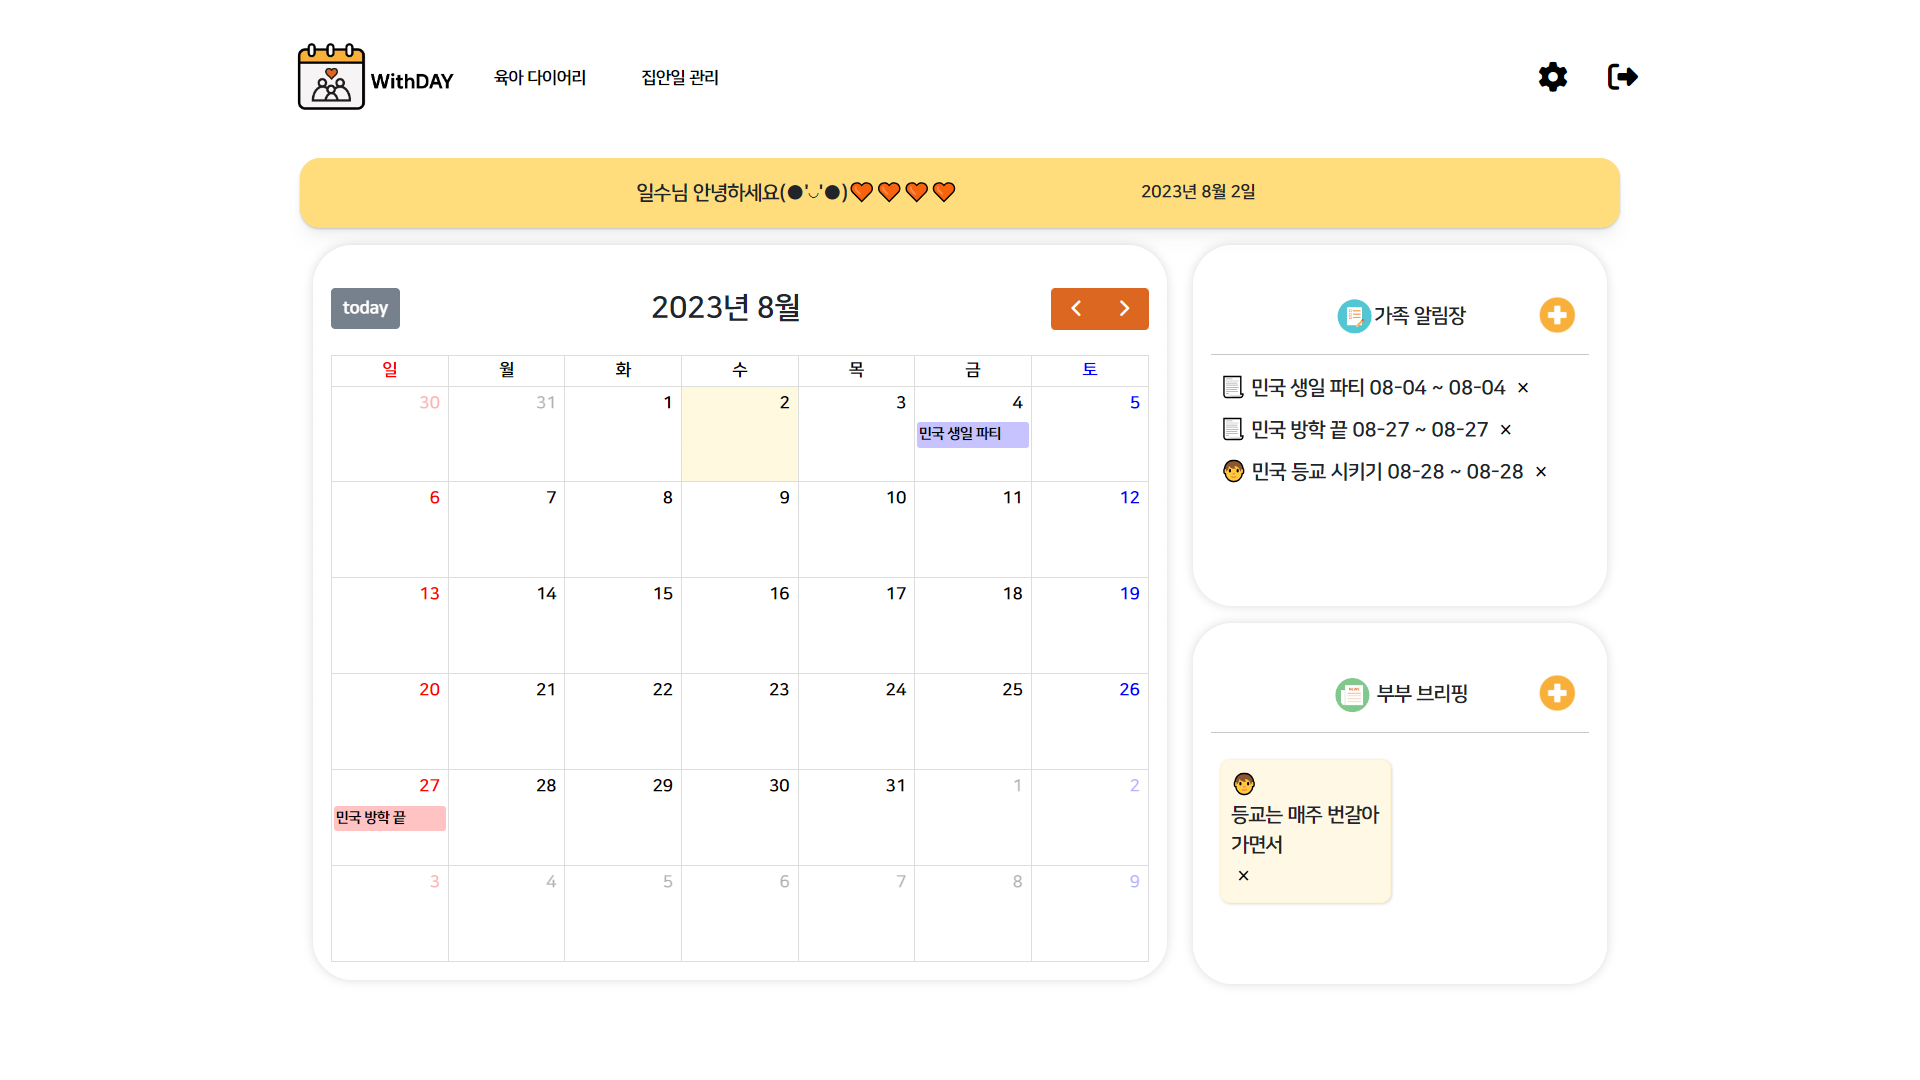 WithDAY 육아 다이어리 집안일 관리
일수님 안녕하세요(●'◡'●)🧡🧡🧡🧡 2023년 8월 2일
today 2023년 8월
일 월 화 수 목 금 토
30 31 1 2 3 4 5
민국 생일 파티
6 7 8 9 10 11 12
13 14 15 16 17 18 19
20 21 22 23 24 25 26
27 28 29 30 31 1 2
민국 방학 끝
3 4 5 6 7 8 9
가족 알림장
민국 생일 파티 08-04 ~ 08-04 ×
민국 방학 끝 08-27 ~ 08-27 ×
민국 등교 시키기 08-28 ~ 08-28 ×
부부 브리핑
등교는 매주 번갈아
가면서
×